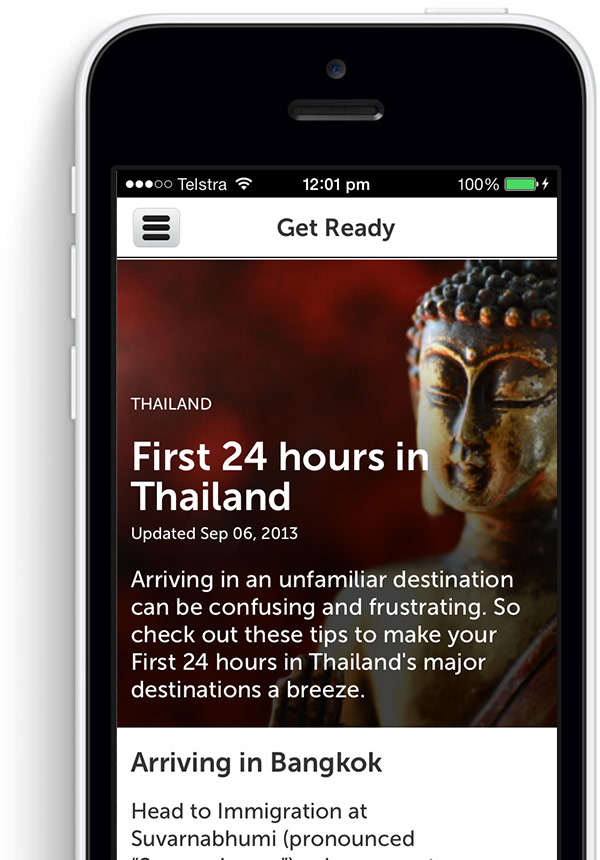 Telstra 12:01 pm 100%
Get Ready
THAILAND
First 24 hours in
Thailand
Updated Sep 06, 2013
Arriving in an unfamiliar destination
can be confusing and frustrating. So
check out these tips to make your
First 24 hours in Thailand's major
destinations a breeze.
Arriving in Bangkok
Head to Immigration at
Suvarnabhumi (pronounced